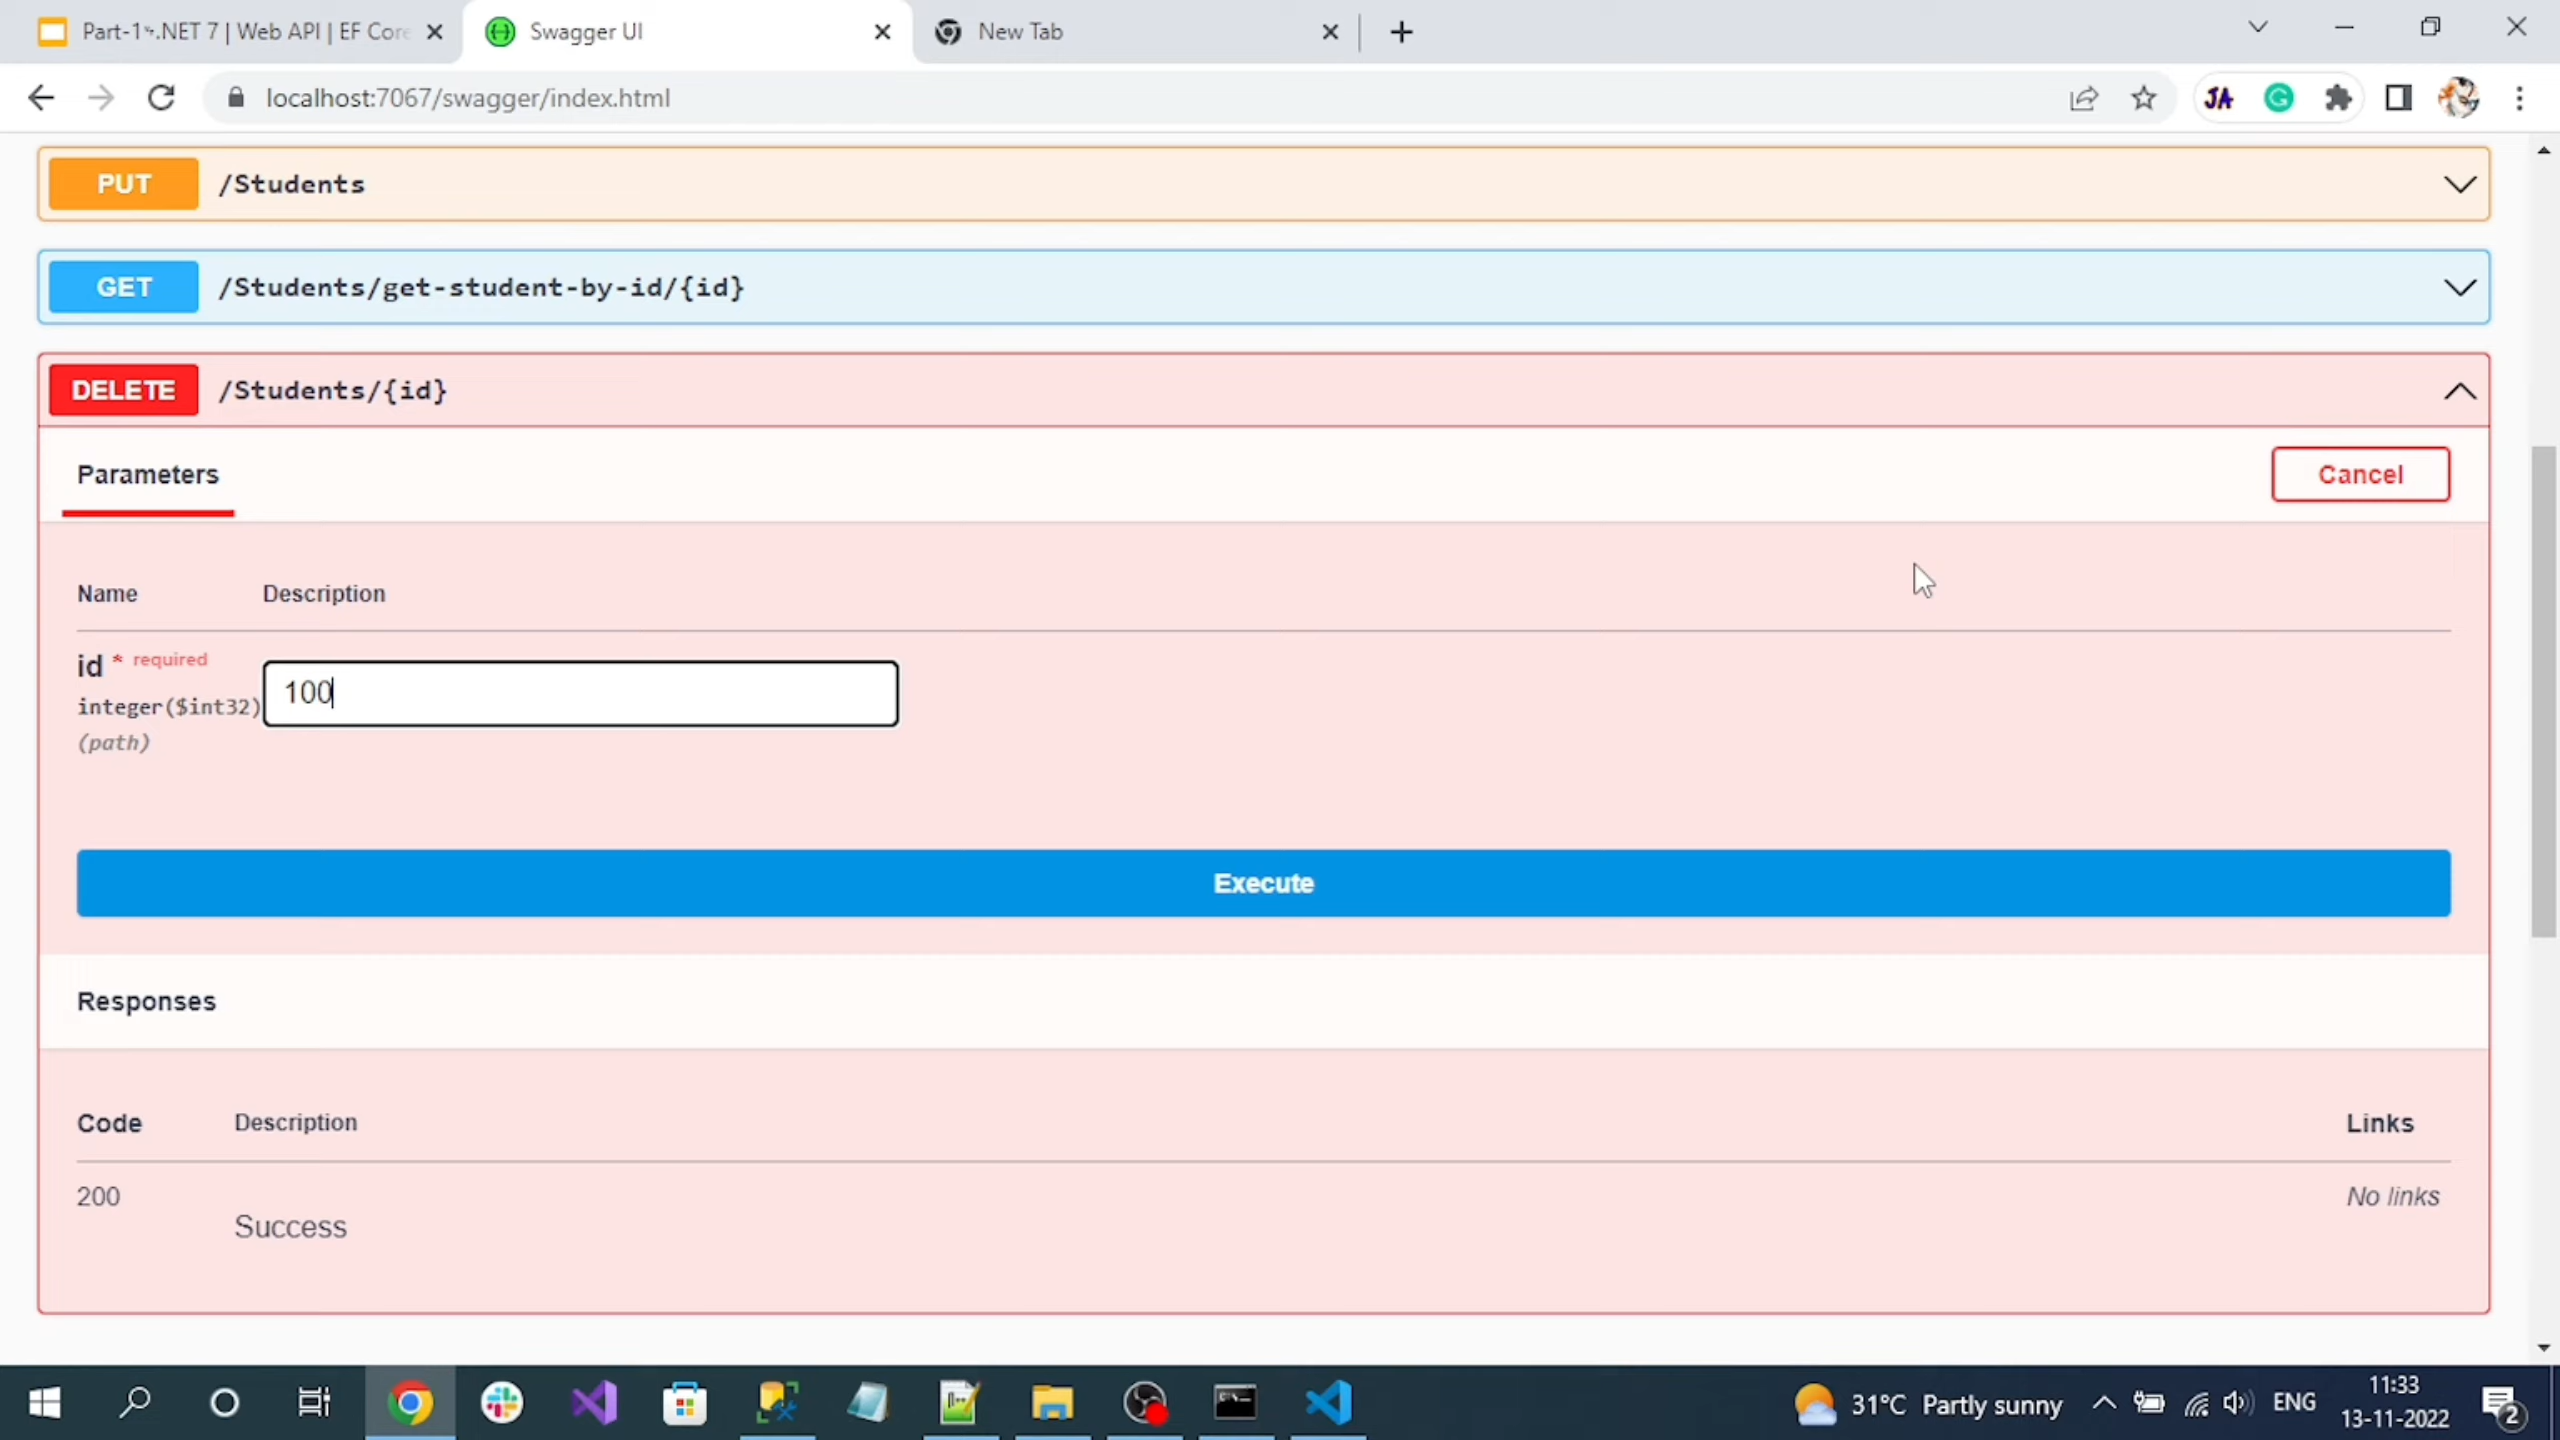 Part-1 .NET 7 | Web API | EF Core
Swagger UI
New Tab
localhost:7067/swagger/index.html
PUT /Students
GET /Students/get-student-by-id/{id}
DELETE /Students/{id}
Parameters
Cancel
Name Description
id * required
integer($int32)
(path)
100
Execute
Responses
Code Description Links
200 Success No links
31°C Partly sunny
ENG
11:33
13-11-2022
2